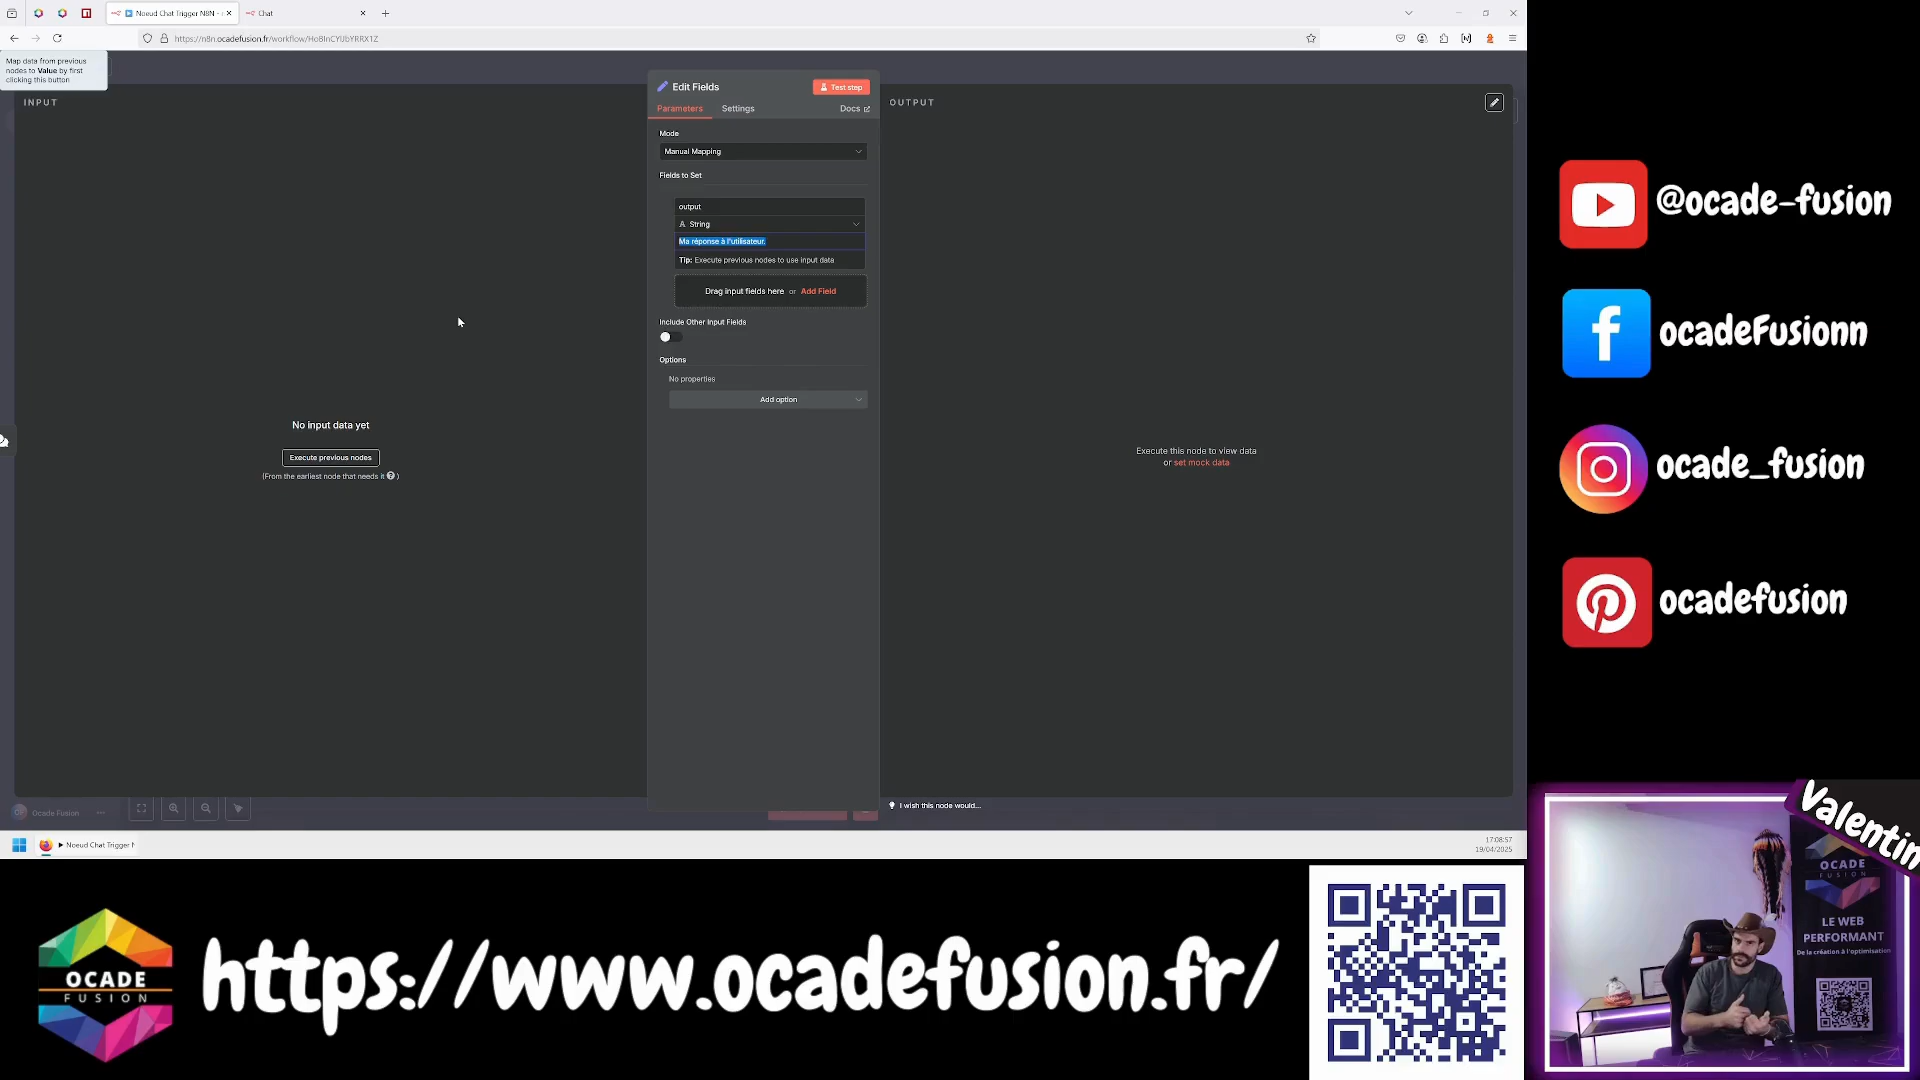 Noeud Chat Trigger N8N -
Chat
https://n8n.ocadefusion.fr/workflow/HoBInCYUbYRRX1Z
Map data from previous
nodes to Value by first
clicking this button
INPUT
Edit Fields
Test step
Parameters
Settings
Docs
OUTPUT
Mode
Manual Mapping
Fields to Set
output
String
Ma réponse à l'utilisateur.
Tip: Execute previous nodes to use input data
Drag input fields here or Add Field
Include Other Input Fields
Options
No properties
Add option
No input data yet
Execute previous nodes
(From the earliest node that needs it ? )
Execute this node to view data
or set mock data
I wish this node would...
Ocade Fusion
Noeud Chat Trigger N
17:08:57
19/04/2025
@ocade-fusion
ocadeFusionn
ocade_fusion
ocadefusion
Valentin
OCADE
FUSION
LE WEB
PERFORMANT
De la création à l'optimisation
OCADE
FUSION
https://www.ocadefusion.fr/